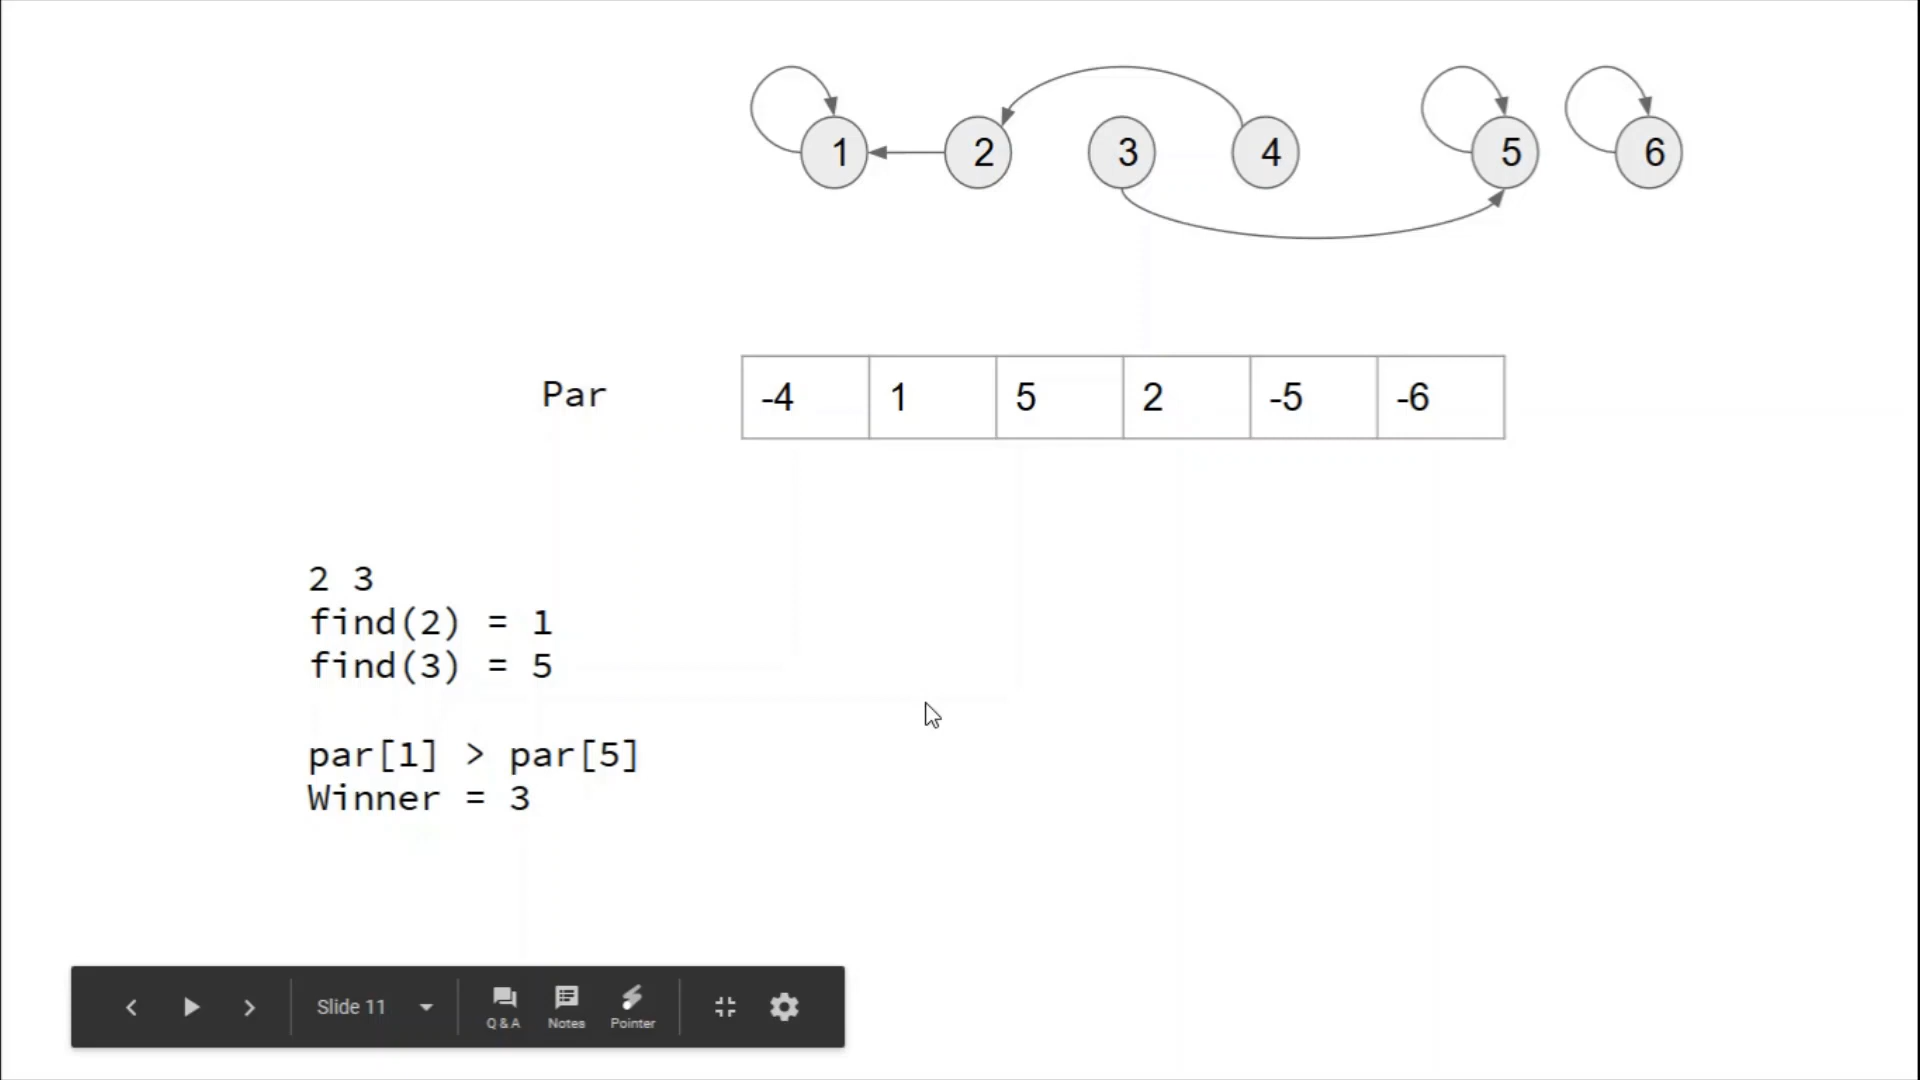 1 2 3 4 5 6
Par -4 1 5 2 -5 -6
2 3
find(2) = 1
find(3) = 5
par[1] > par[5]
Winner = 3
Slide 11 Q & A Notes Pointer